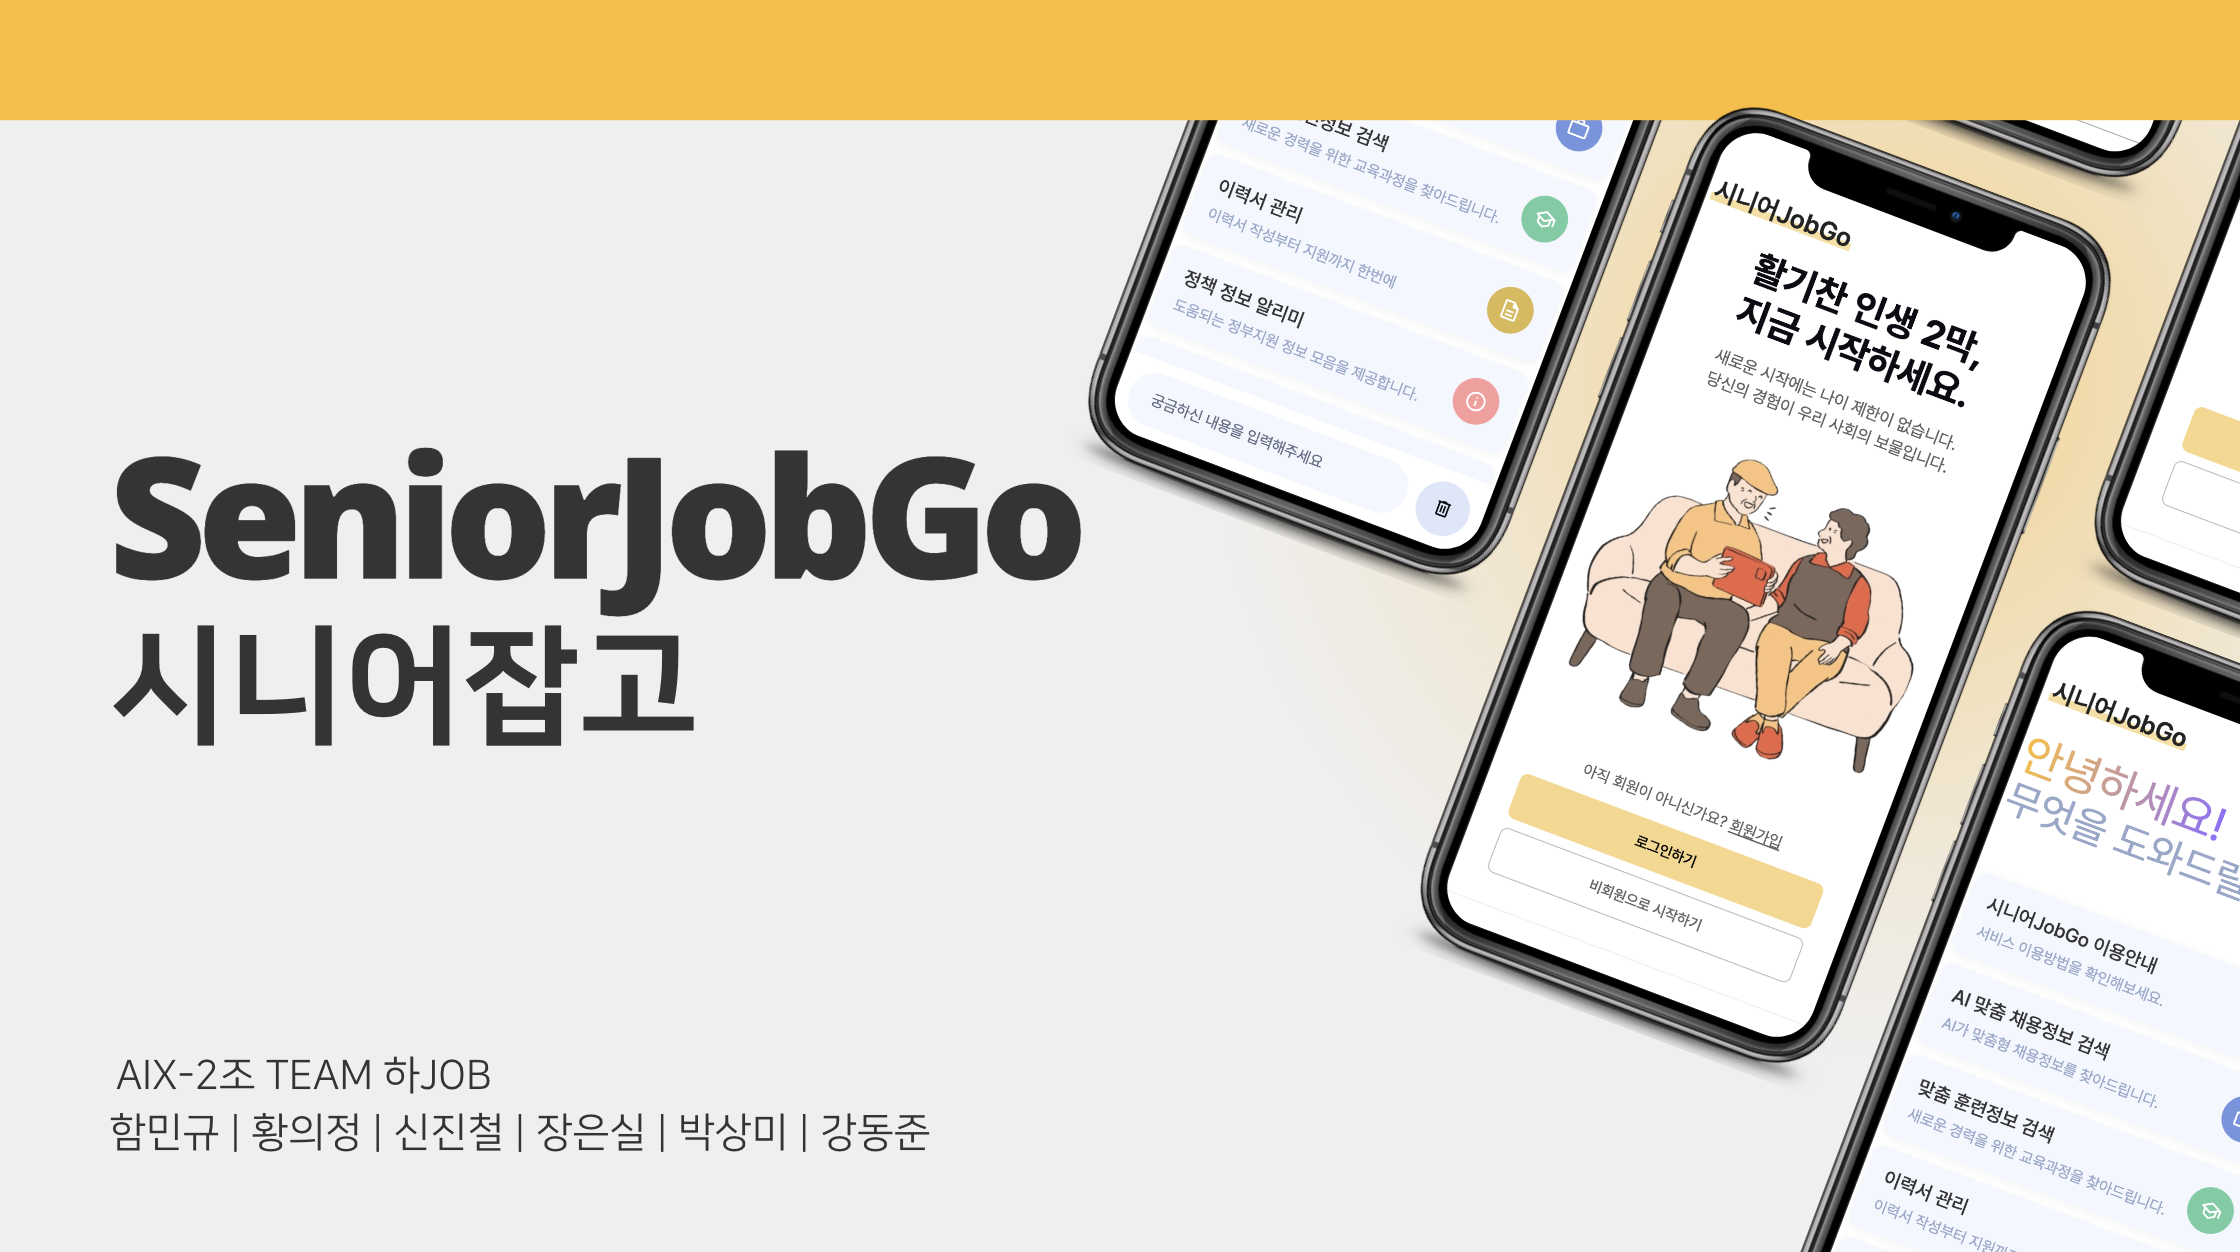 SeniorJobGo
시니어잡고
AIX-2조 TEAM 하JOB
함민규 | 황의정 | 신진철 | 장은실 | 박상미 | 강동준
검색
새로운 경력을 위한 교육과정을 찾아드립니다.
이력서 관리
이력서 작성부터 지원까지 한번에
정책 정보 알리미
도움되는 정부지원 정보 모음을 제공합니다.
궁금하신 내용을 입력해주세요
시니어JobGo
활기찬 인생 2막,
지금 시작하세요.
새로운 시작에는 나이 제한이 없습니다.
당신의 경험이 우리 사회의 보물입니다.
아직 회원이 아니신가요? 회원가입
로그인하기
비회원으로 시작하기
시니어JobGo
안녕하세요!
무엇을 도와드릴
시니어JobGo 이용안내
서비스 이용방법을 확인해보세요.
AI 맞춤 채용정보 검색
AI가 맞춤형 채용정보를 찾아드립니다.
맞춤 훈련정보 검색
새로운 경력을 위한 교육과정을 찾아드립니다.
이력서 관리
이력서 작성부터